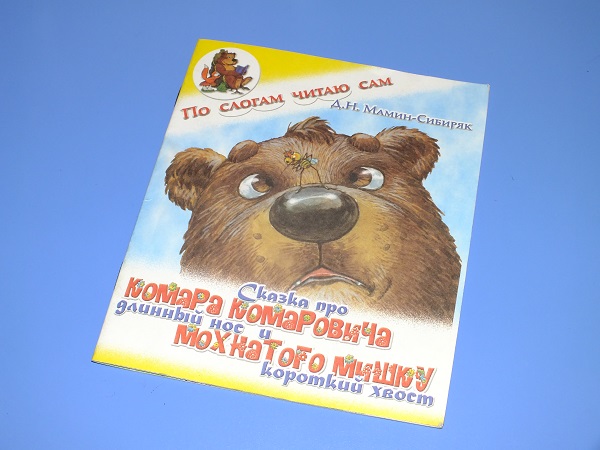 По слогам читаю сам
Д.Н. Мамин-Сибиряк
Сказка про
Комара Комаровича
длинный нос и
мохнатого Мишку
короткий хвост